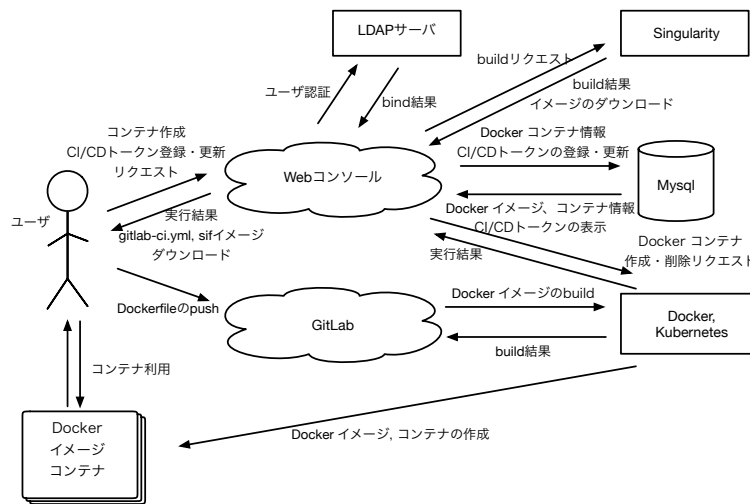 LDAPサーバ
Singularity
buildリクエスト
build結果
イメージのダウンロード
ユーザ認証
bind結果
コンテナ作成
CI/CDトークン登録・更新
リクエスト
Webコンソール
Docker コンテナ情報
CI/CDトークンの登録・更新
Mysql
ユーザ
実行結果
gitlab-ci.yml, sifイメージ
ダウンロード
Docker イメージ、コンテナ情報
CI/CDトークンの表示
実行結果
Docker コンテナ
作成・削除リクエスト
Dockerfileのpush
GitLab
Docker イメージのbuild
build結果
Docker,
Kubernetes
コンテナ利用
Docker
イメージ
コンテナ
Docker イメージ, コンテナの作成